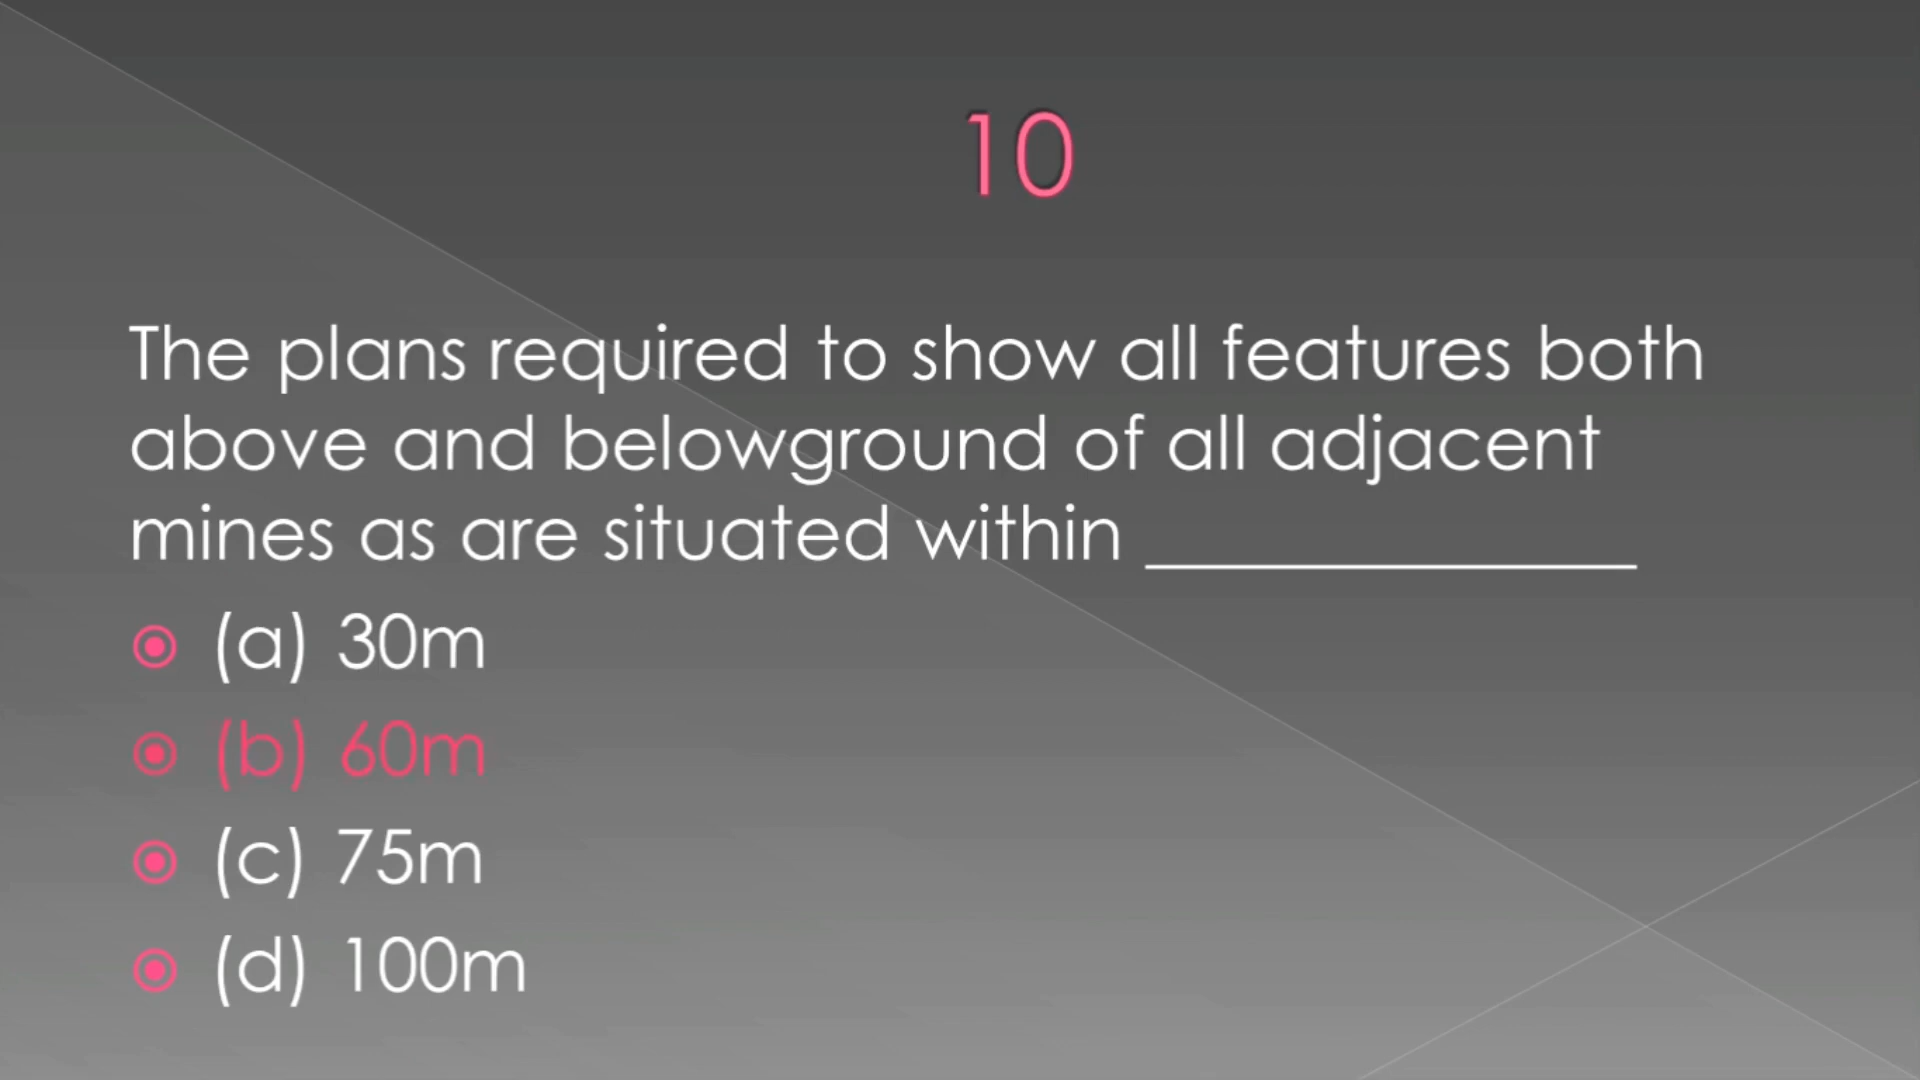 10
The plans required to show all features both
above and belowground of all adjacent
mines as are situated within ______________
(a) 30m
(b) 60m
(c) 75m
(d) 100m